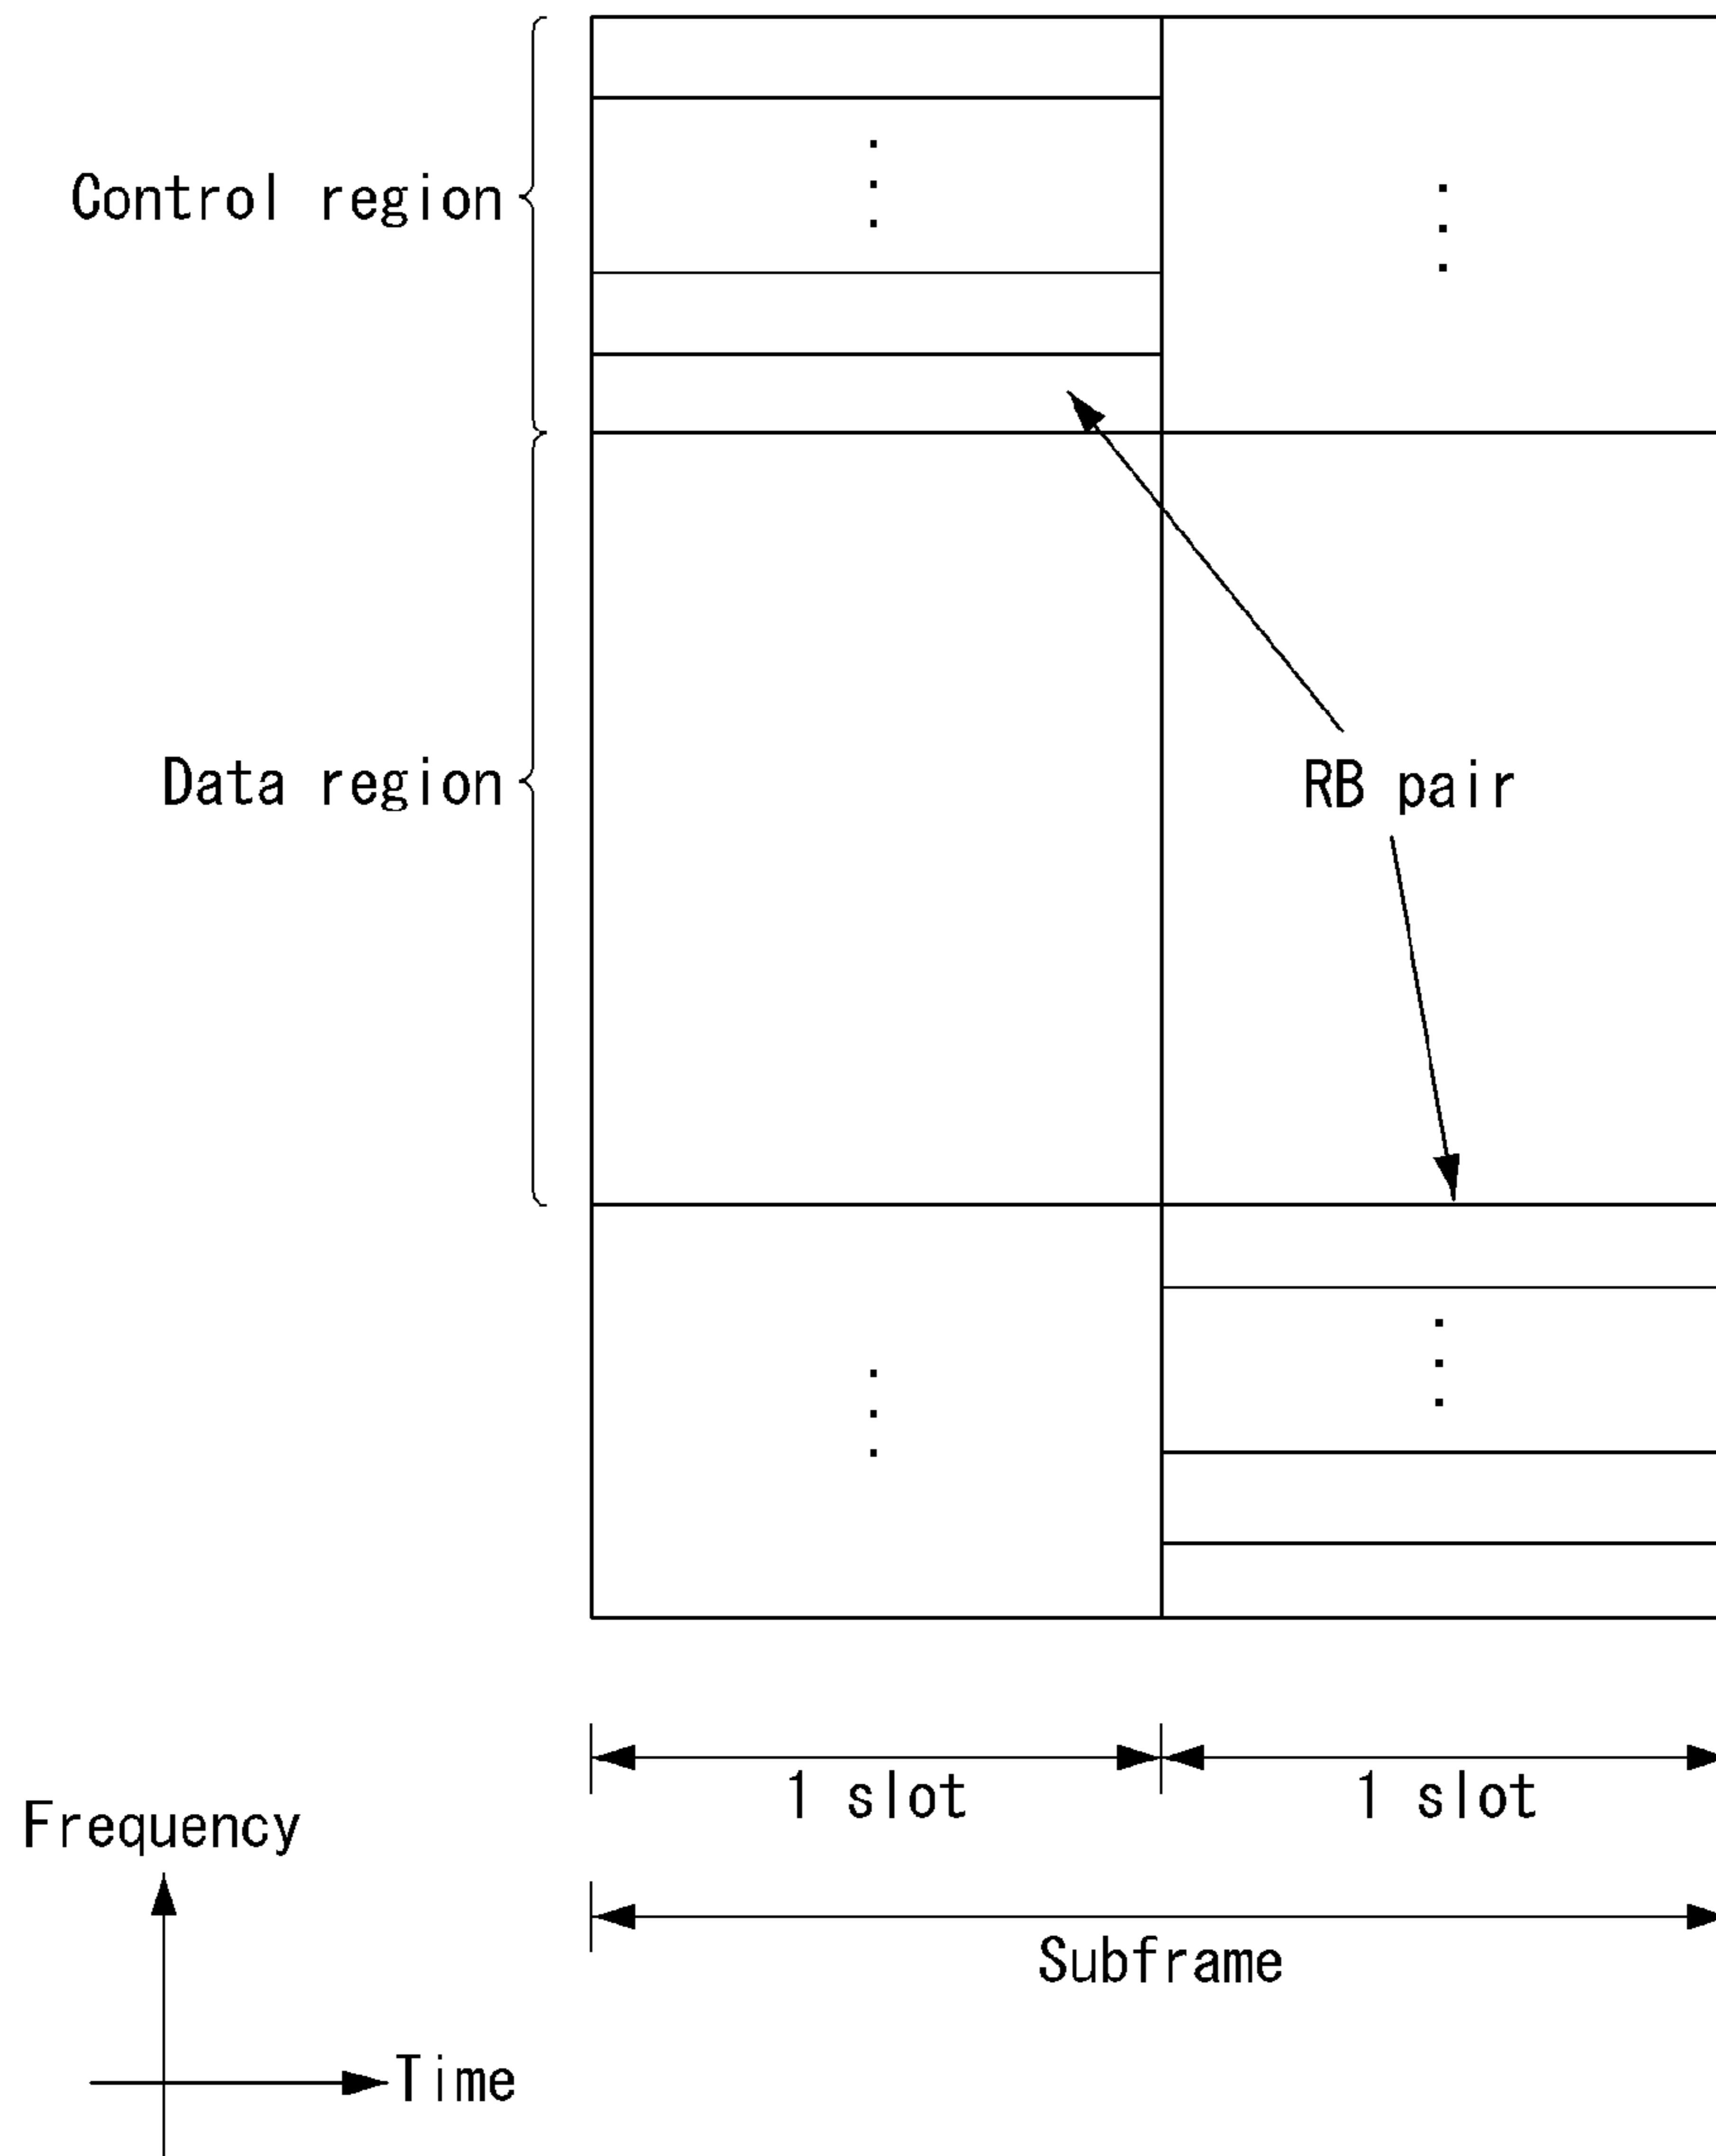 Control region
Data region
RB pair
1 slot
1 slot
Frequency
Subframe
Time